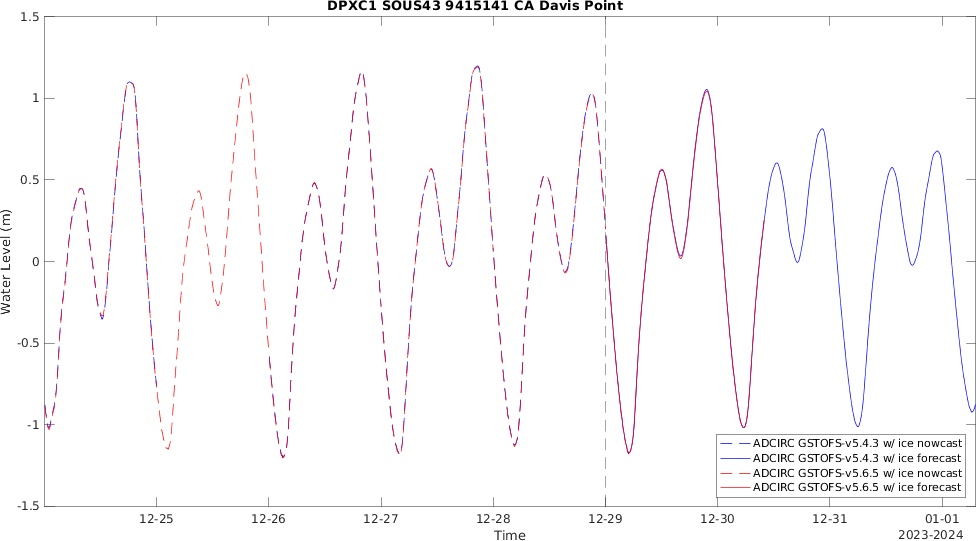 DPXC1 SOUS43 9415141 CA Davis Point
1.5
1
0.5
0
-0.5
-1
-1.5
Water Level (m)
12-25
12-26
12-27
12-28
12-29
12-30
12-31
01-01
Time
2023-2024
ADCIRC GSTOFS-v5.4.3 w/ ice nowcast
ADCIRC GSTOFS-v5.4.3 w/ ice forecast
ADCIRC GSTOFS-v5.6.5 w/ ice nowcast
ADCIRC GSTOFS-v5.6.5 w/ ice forecast